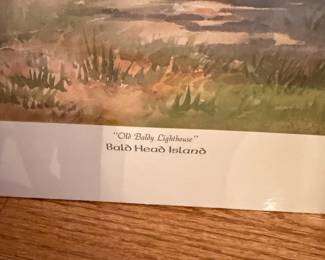 "Old Baldy Lighthouse"
Bald Head Island